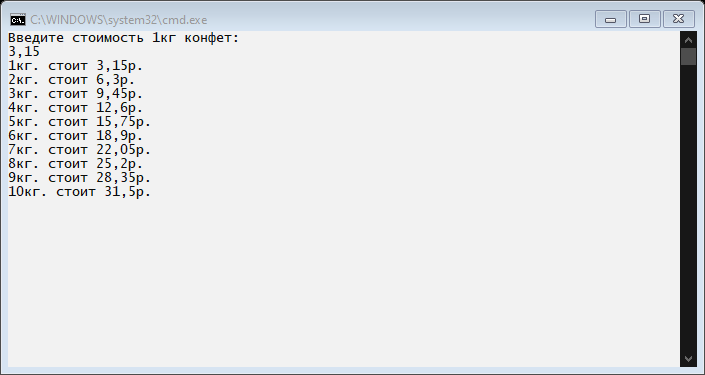 C:\WINDOWS\system32\cmd.exe
Введите стоимость 1кг конфет:
3,15
1кг. стоит 3,15р.
2кг. стоит 6,3р.
3кг. стоит 9,45р.
4кг. стоит 12,6р.
5кг. стоит 15,75р.
6кг. стоит 18,9р.
7кг. стоит 22,05р.
8кг. стоит 25,2р.
9кг. стоит 28,35р.
10кг. стоит 31,5р.